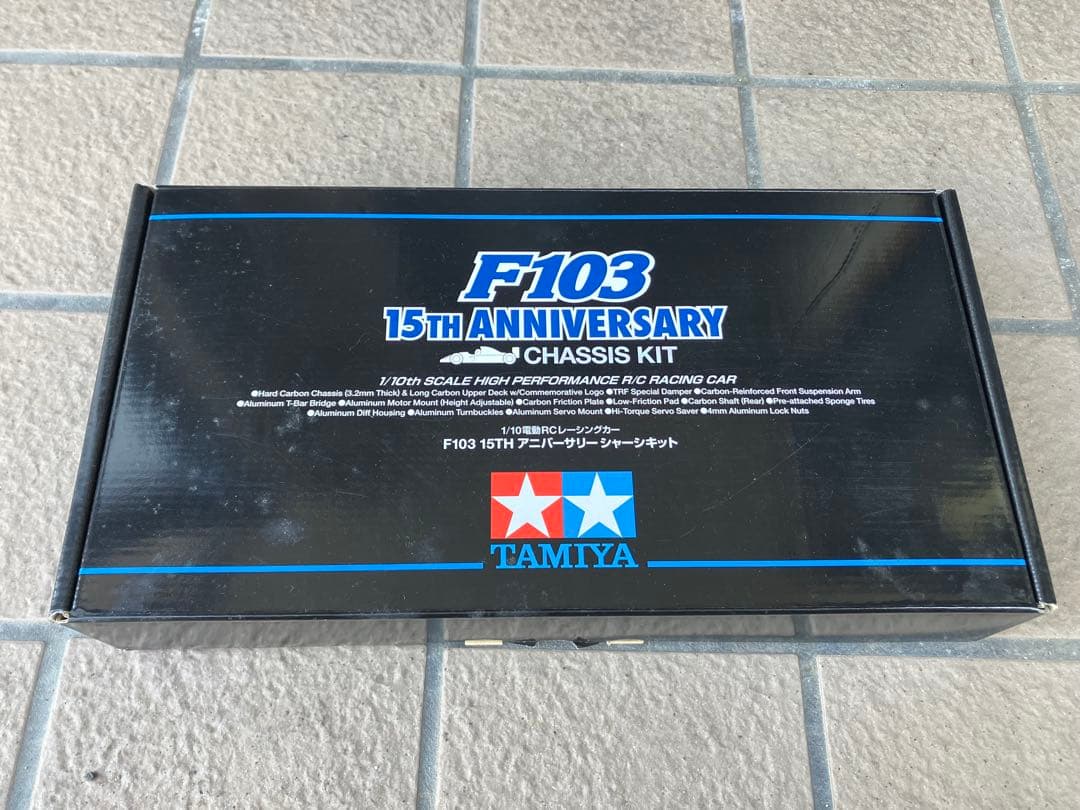 F103
15TH ANNIVERSARY
CHASSIS KIT
1/10th SCALE HIGH PERFORMANCE R/C RACING CAR
●Hard Carbon Chassis (3.2mm Thick) & Long Carbon Upper Deck w/Commemorative Logo ●TRF Special Damper ●Carbon-Reinforced Front Suspension Arm
●Aluminum T-Bar Bridge ●Aluminum Motor Mount (Height Adjustable) ●Carbon Friction Plate ●Low-Friction Pad ●Carbon Shaft (Rear) ●Pre-attached Sponge Tires
●Aluminum Diff Housing ●Aluminum Turnbuckles ●Aluminum Servo Mount ●Hi-Torque Servo Saver ●4mm Aluminum Lock Nuts
1/10電動RCレーシングカー
F103 15TH アニバーサリー シャーシキット
TAMIYA